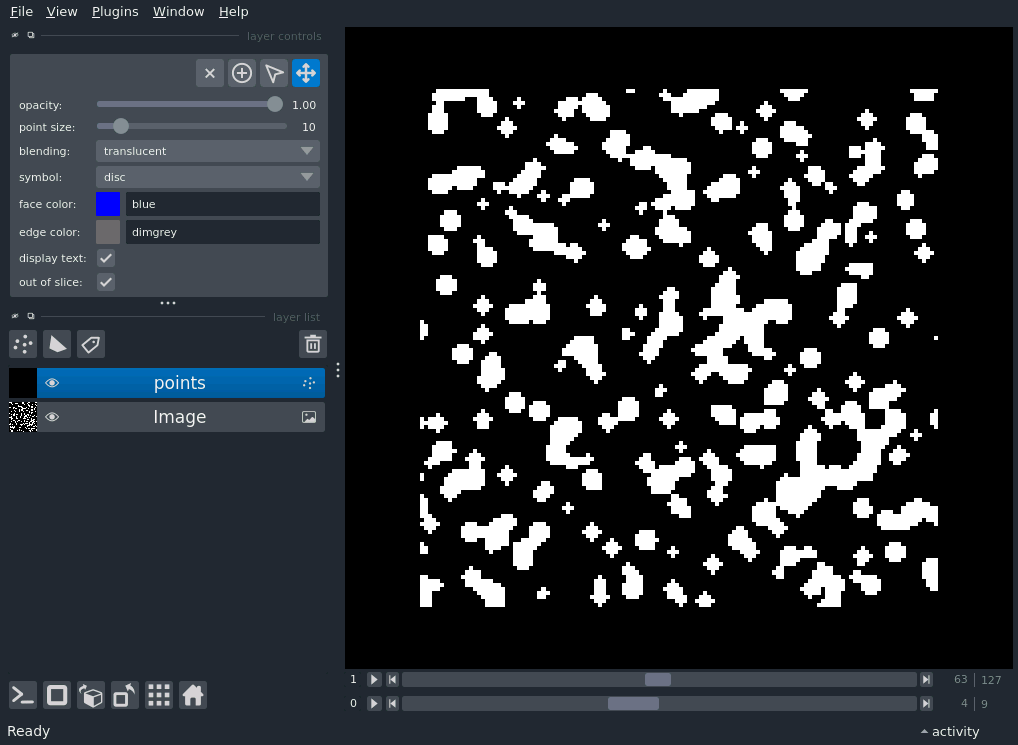 File View Plugins Window Help
layer controls
opacity: 1.00
point size: 10
blending: translucent
symbol: disc
face color: blue
edge color: dimgrey
display text:
out of slice:
layer list
points
Image
1 63 127
0 4 9
Ready activity